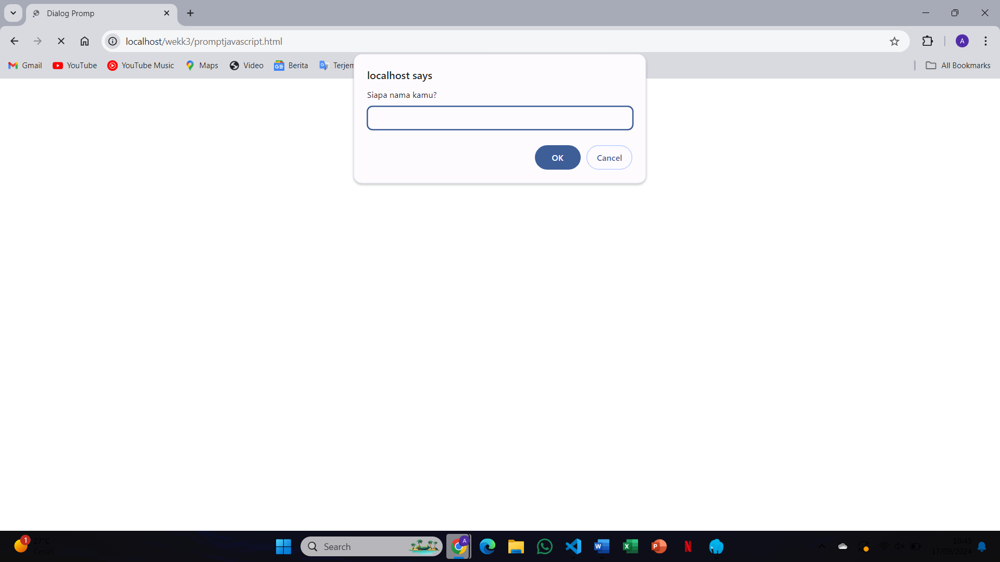 Dialog Promp
localhost/wekk3/promptjavascript.html
A
Gmail
YouTube
YouTube Music
Maps
Video
Berita
Terjem
All Bookmarks
localhost says
Siapa nama kamu?
OK
Cancel
1
27°C
Cerah
Search
A
10:45
17/09/2024